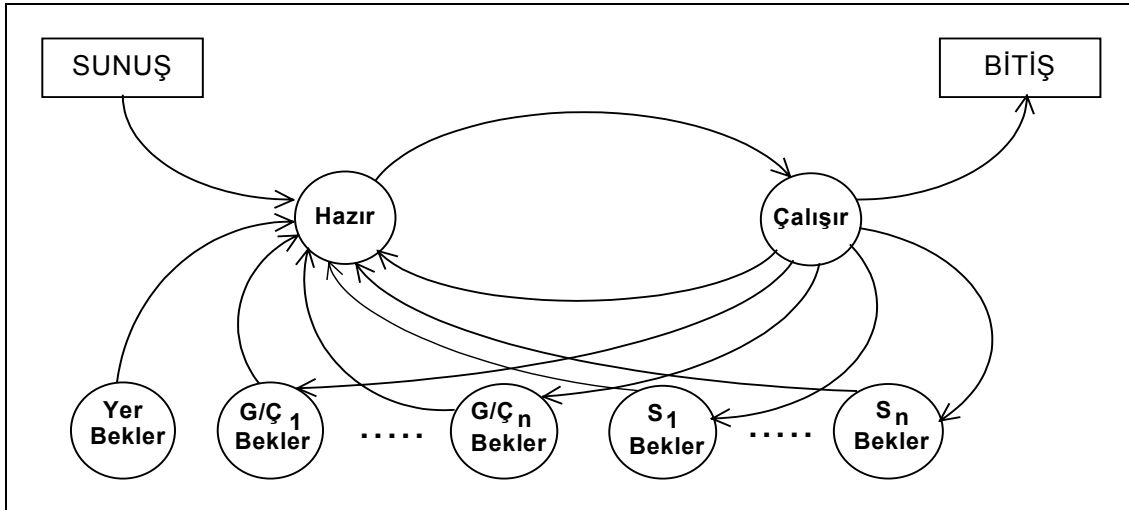 SUNUŞ
BİTİŞ
Hazır
Çalışır
Yer
Bekler
G/Ç 1
Bekler
.....
G/Ç n
Bekler
S 1
Bekler
.....
S n
Bekler